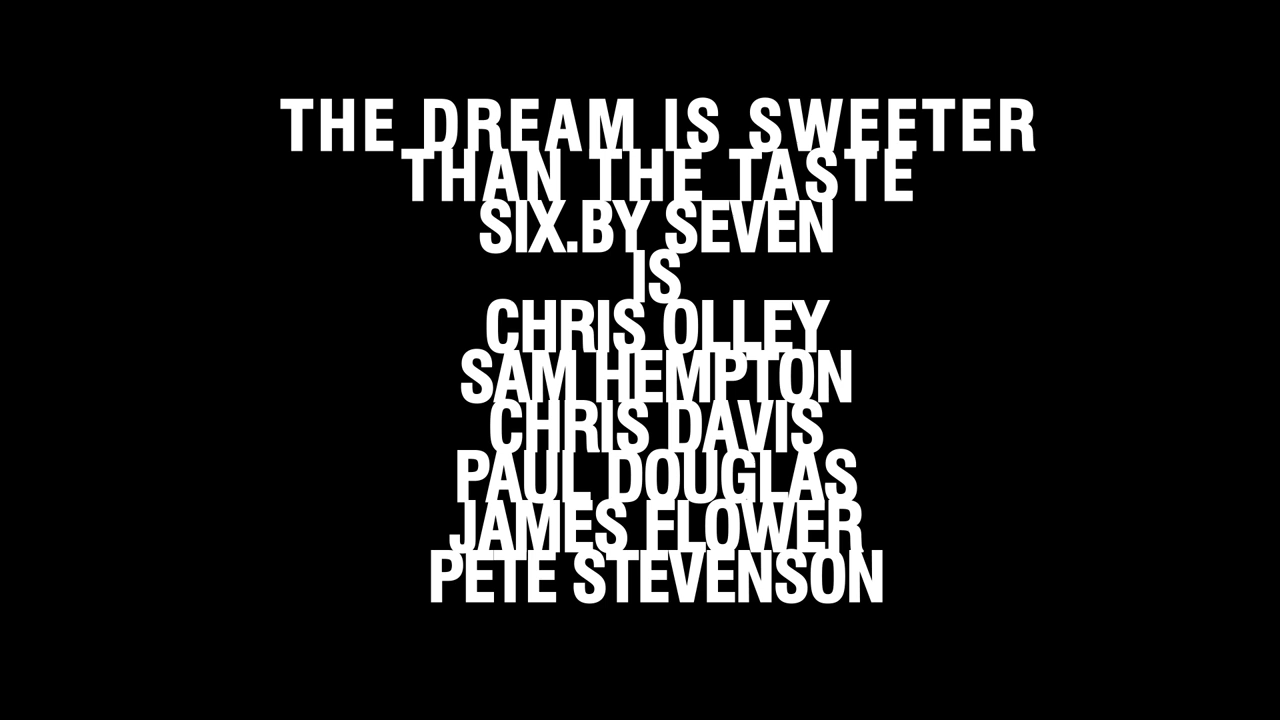 THE DREAM IS SWEETER
THAN THE TASTE
SIX.BY SEVEN
IS
CHRIS OLLEY
SAM HEMPTON
CHRIS DAVIS
PAUL DOUGLAS
JAMES FLOWER
PETE STEVENSON